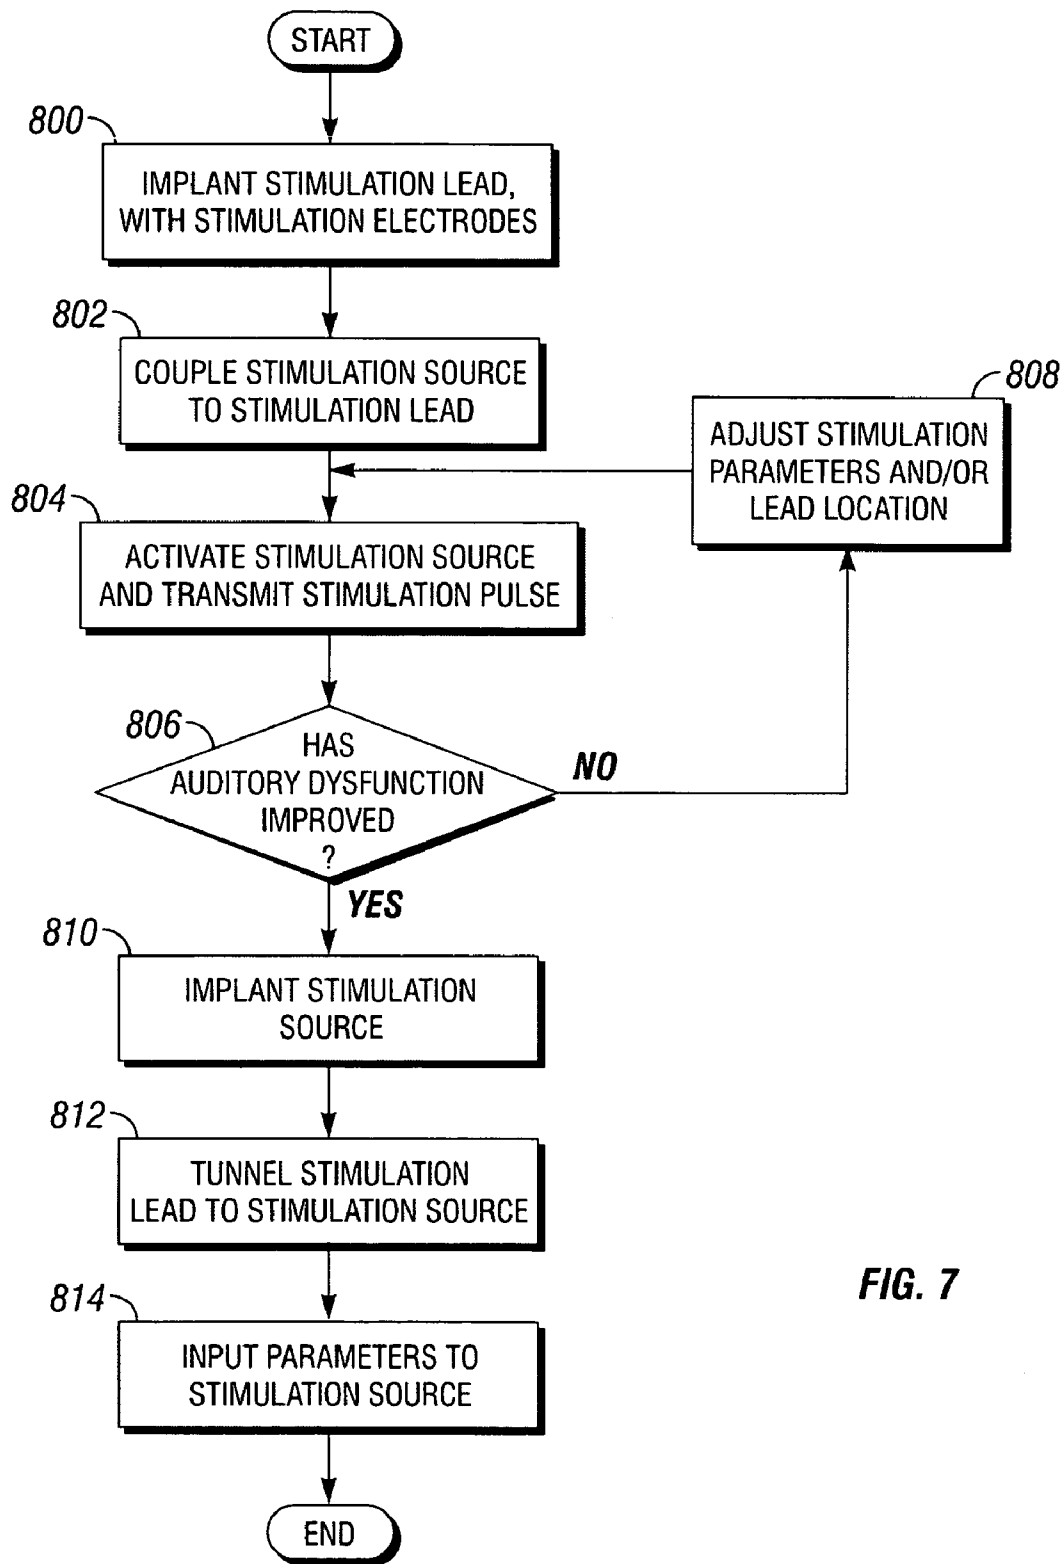 START
800
IMPLANT STIMULATION LEAD,
WITH STIMULATION ELECTRODES
802
COUPLE STIMULATION SOURCE
TO STIMULATION LEAD
808
ADJUST STIMULATION
PARAMETERS AND/OR
LEAD LOCATION
804
ACTIVATE STIMULATION SOURCE
AND TRANSMIT STIMULATION PULSE
806
HAS
AUDITORY DYSFUNCTION
IMPROVED
?
NO
YES
810
IMPLANT STIMULATION
SOURCE
812
TUNNEL STIMULATION
LEAD TO STIMULATION SOURCE
814
INPUT PARAMETERS TO
STIMULATION SOURCE
END
FIG. 7